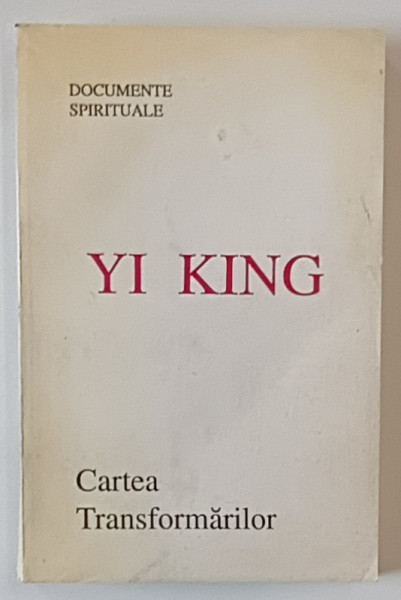 DOCUMENTE
SPIRITUALE
YI KING
Cartea
Transformărilor